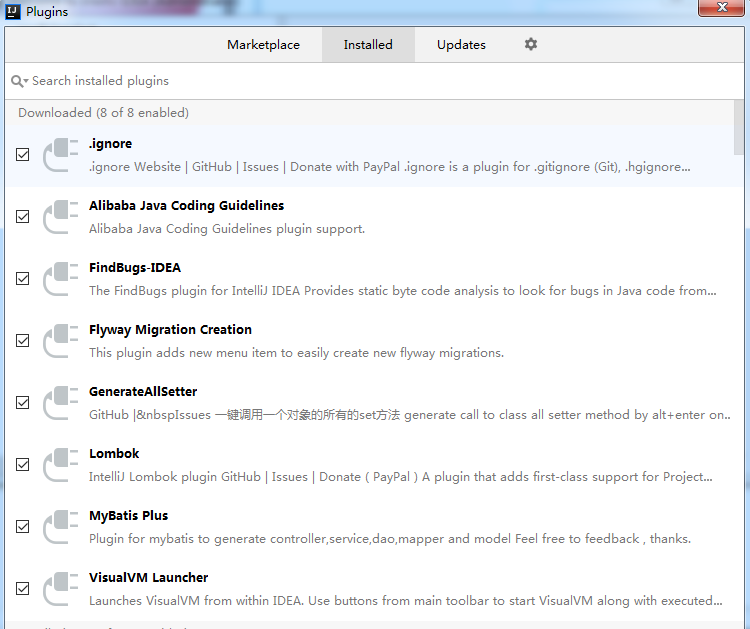 IJ Plugins
Marketplace Installed Updates
Search installed plugins
Downloaded (8 of 8 enabled)
.ignore
.ignore Website | GitHub | Issues | Donate with PayPal .ignore is a plugin for .gitignore (Git), .hgignore...
Alibaba Java Coding Guidelines
Alibaba Java Coding Guidelines plugin support.
FindBugs-IDEA
The FindBugs plugin for IntelliJ IDEA Provides static byte code analysis to look for bugs in Java code from...
Flyway Migration Creation
This plugin adds new menu item to easily create new flyway migrations.
GenerateAllSetter
GitHub |&nbspIssues 一键调用一个对象的所有的set方法 generate call to class all setter method by alt+enter on..
Lombok
IntelliJ Lombok plugin GitHub | Issues | Donate ( PayPal ) A plugin that adds first-class support for Project...
MyBatis Plus
Plugin for mybatis to generate controller,service,dao,mapper and model Feel free to feedback , thanks.
VisualVM Launcher
Launches VisualVM from within IDEA. Use buttons from main toolbar to start VisualVM along with executed...